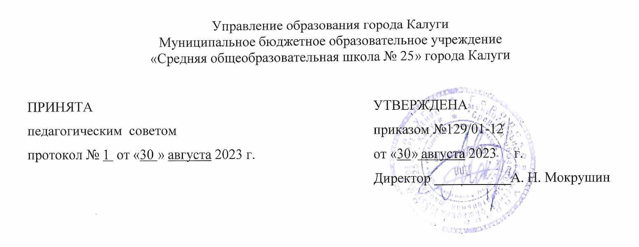 Управление образования города Калуги
Муниципальное бюджетное образовательное учреждение
«Средняя общеобразовательная школа № 25» города Калуги
ПРИНЯТА
педагогическим советом
протокол № 1 от «30 » августа 2023 г.
УТВЕРЖДЕНА
приказом №129/01-12
от «30» августа 2023 г.
Директор ___________А. Н. Мокрушин